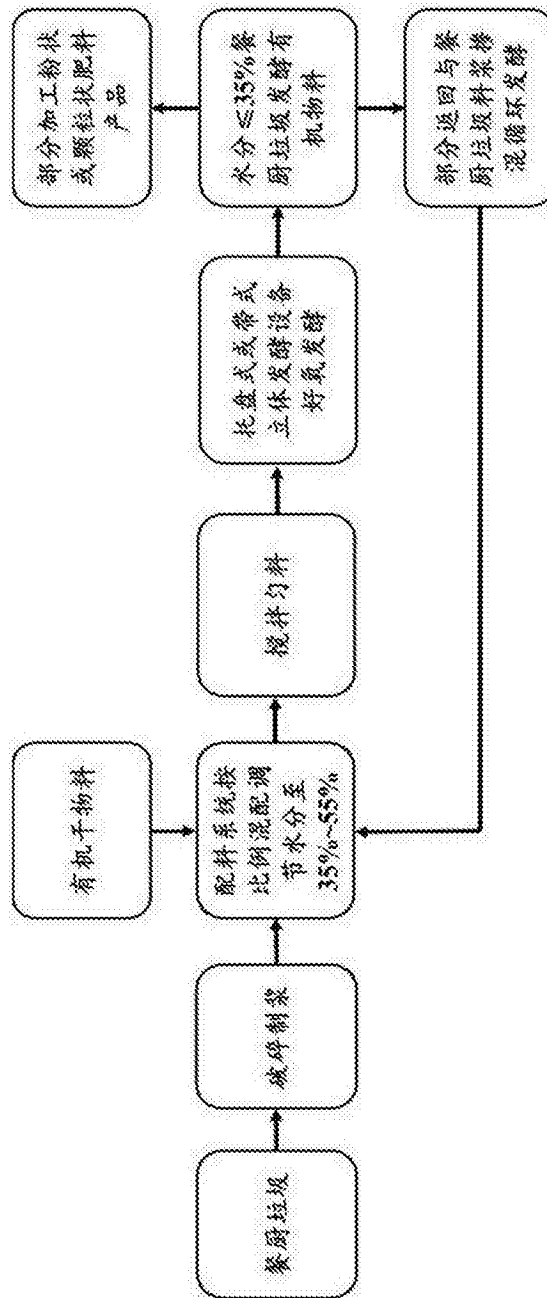 餐厨垃圾
破碎制浆
有机干物料
配料系统按
比例混配调
节水分至
35%~55%
搅拌匀料
托盘式或带式
立体发酵设备
好氧发酵
水分≤35%餐
厨垃圾发酵有
机物料
部分加工粉状
或颗粒状肥料
产品
部分返回与餐
厨垃圾料浆掺
混循环发酵